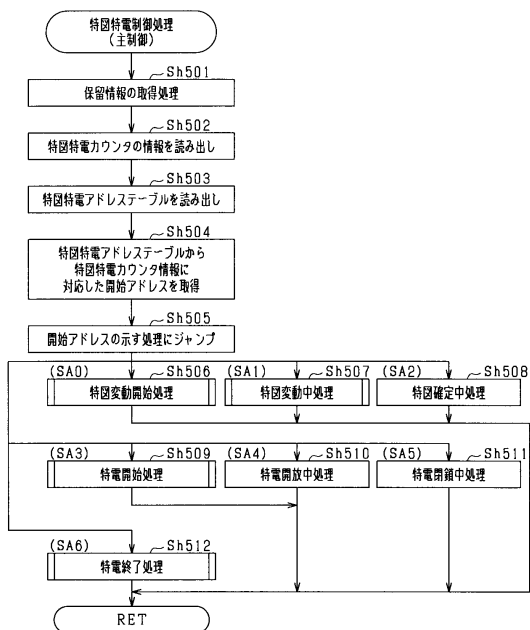 特図特電制御処理
(主制御)
Sh501
保留情報の取得処理
Sh502
特図特電カウンタの情報を読み出し
Sh503
特図特電アドレステーブルを読み出し
Sh504
特図特電アドレステーブルから
特図特電カウンタ情報に
対応した開始アドレスを取得
Sh505
開始アドレスの示す処理にジャンプ
(SA0) Sh506 (SA1) Sh507 (SA2) Sh508
特図変動開始処理 特図変動中処理 特図確定中処理
(SA3) Sh509 (SA4) Sh510 (SA5) Sh511
特電開始処理 特電開放中処理 特電閉鎖中処理
(SA6) Sh512
特電終了処理
RET